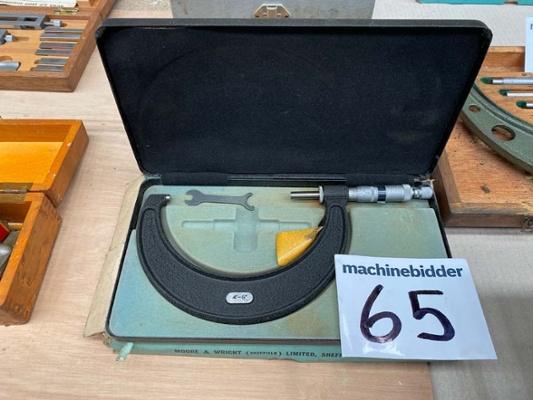 machinebidder
65
MOORE & WRIGHT (SHEFFIELD) LIMITED, SHEF